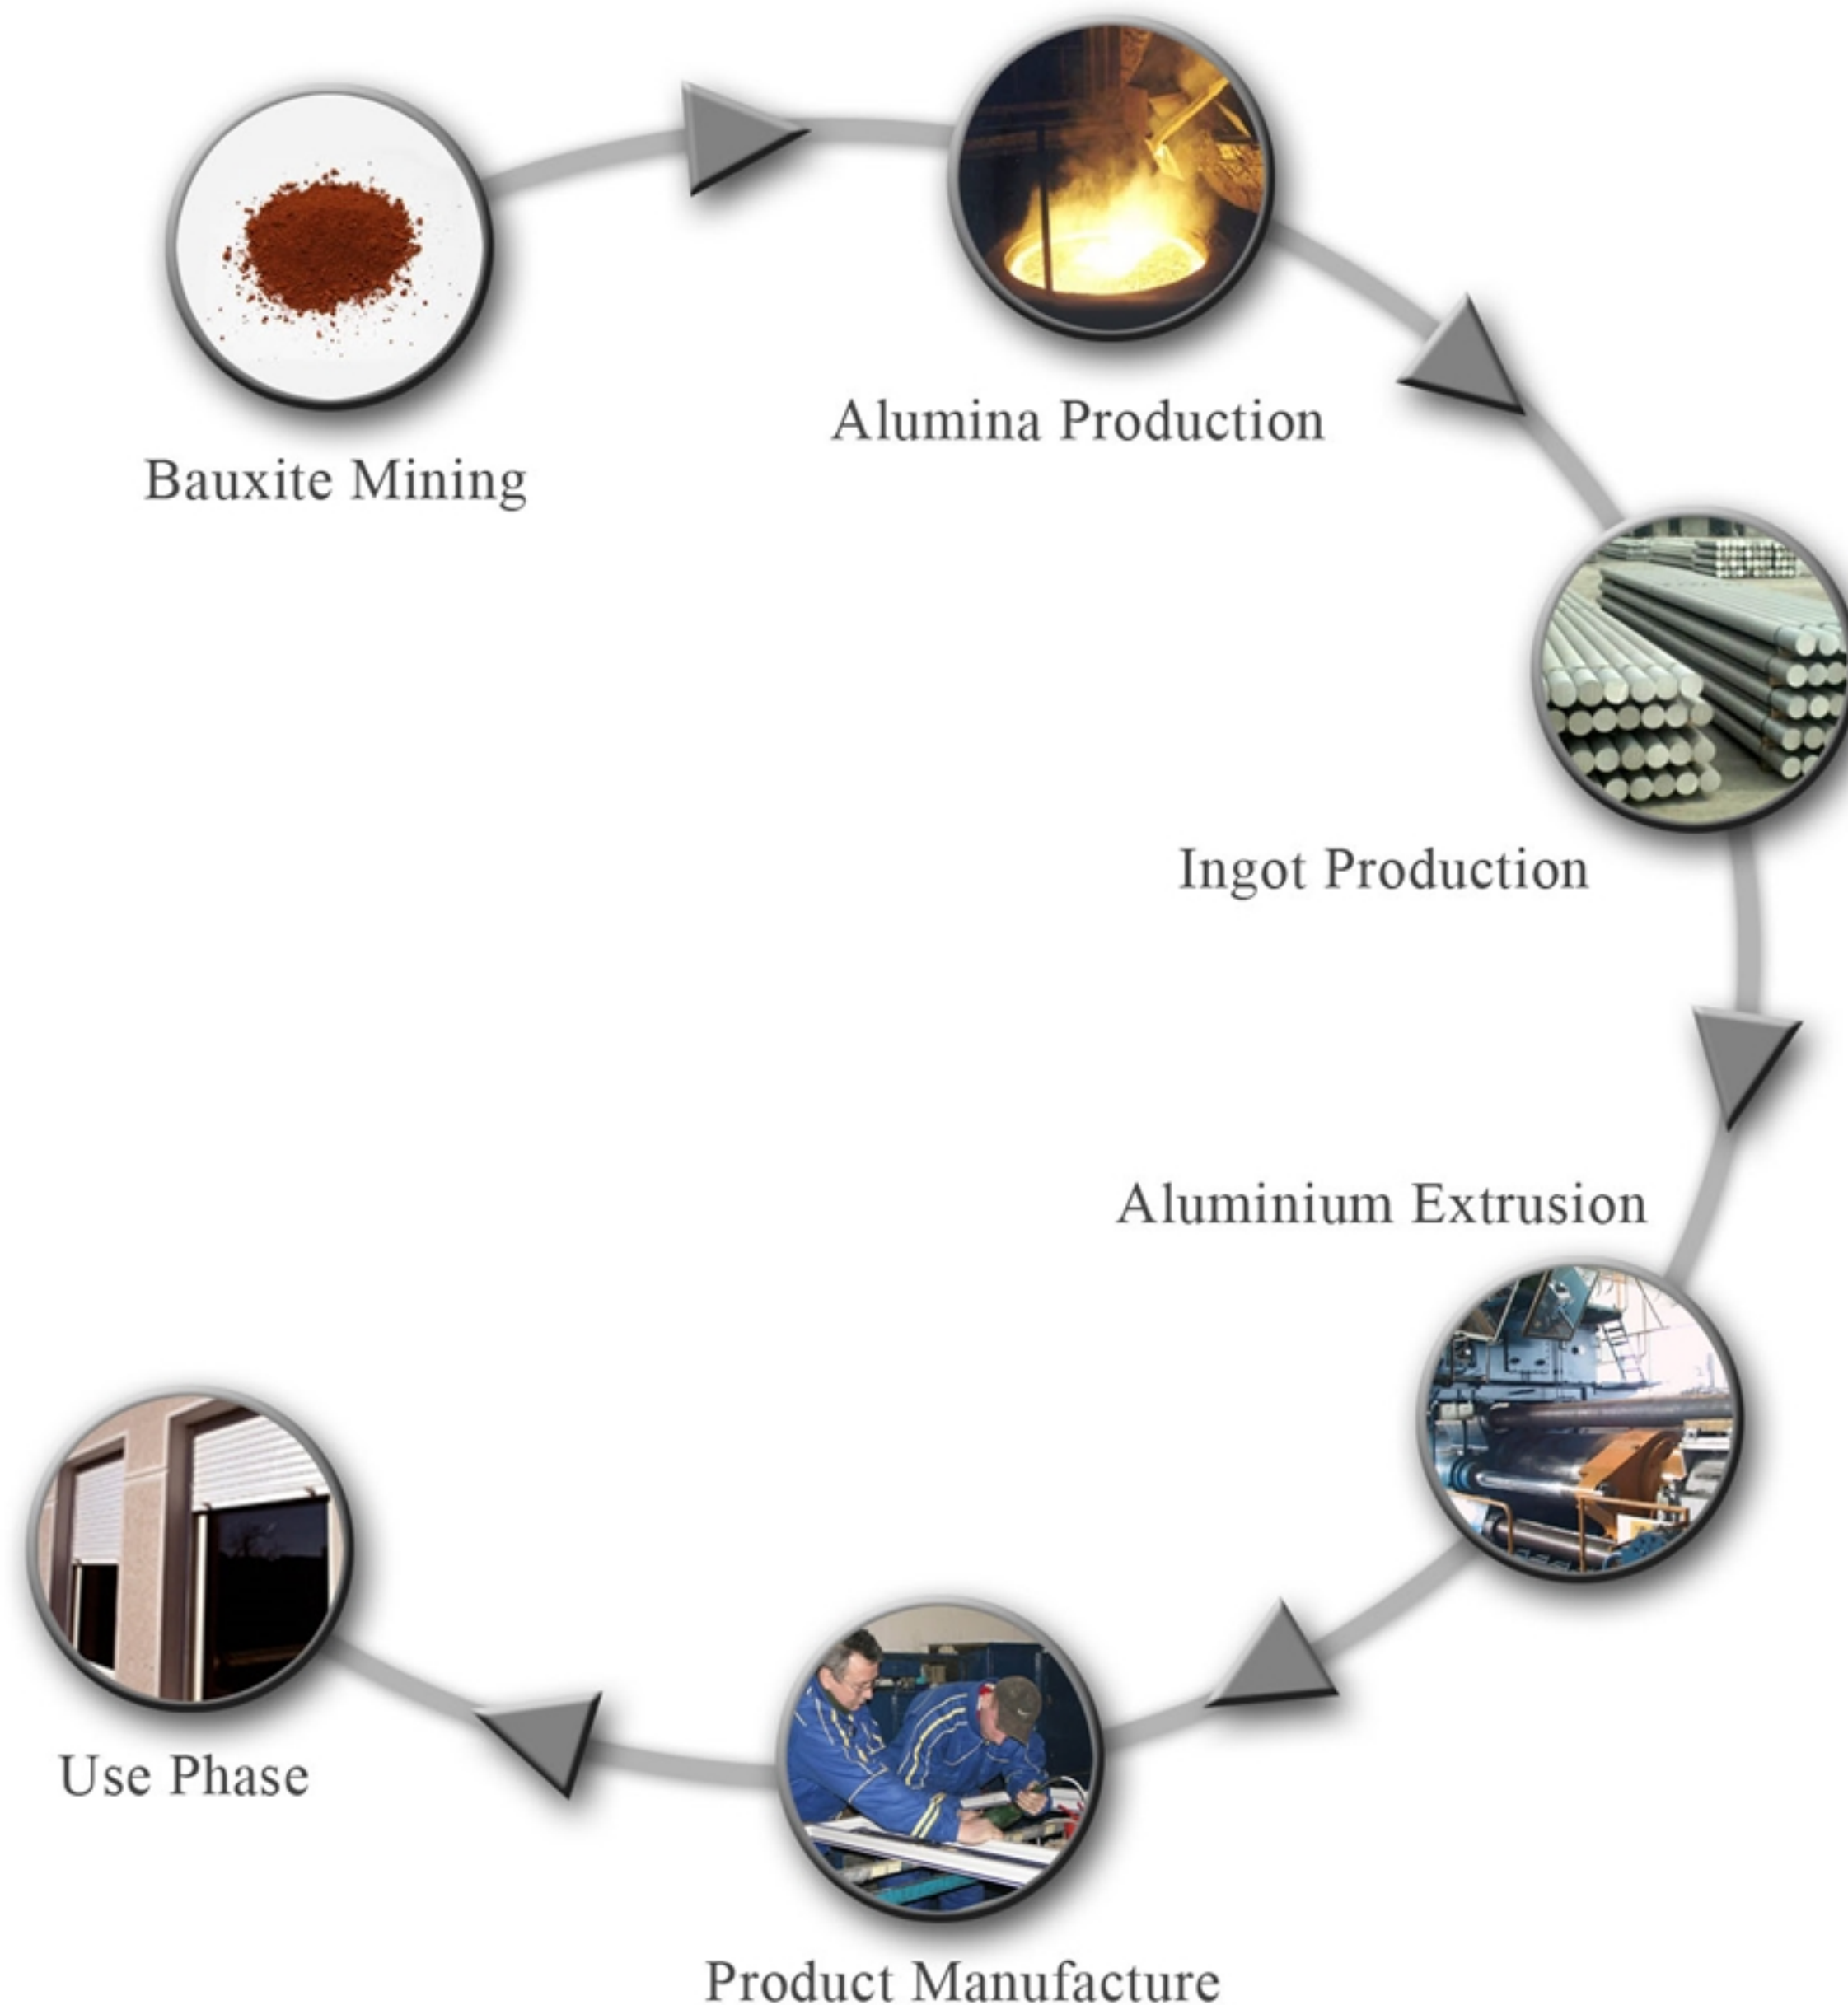 Bauxite Mining
Alumina Production
Ingot Production
Aluminium Extrusion
Product Manufacture
Use Phase